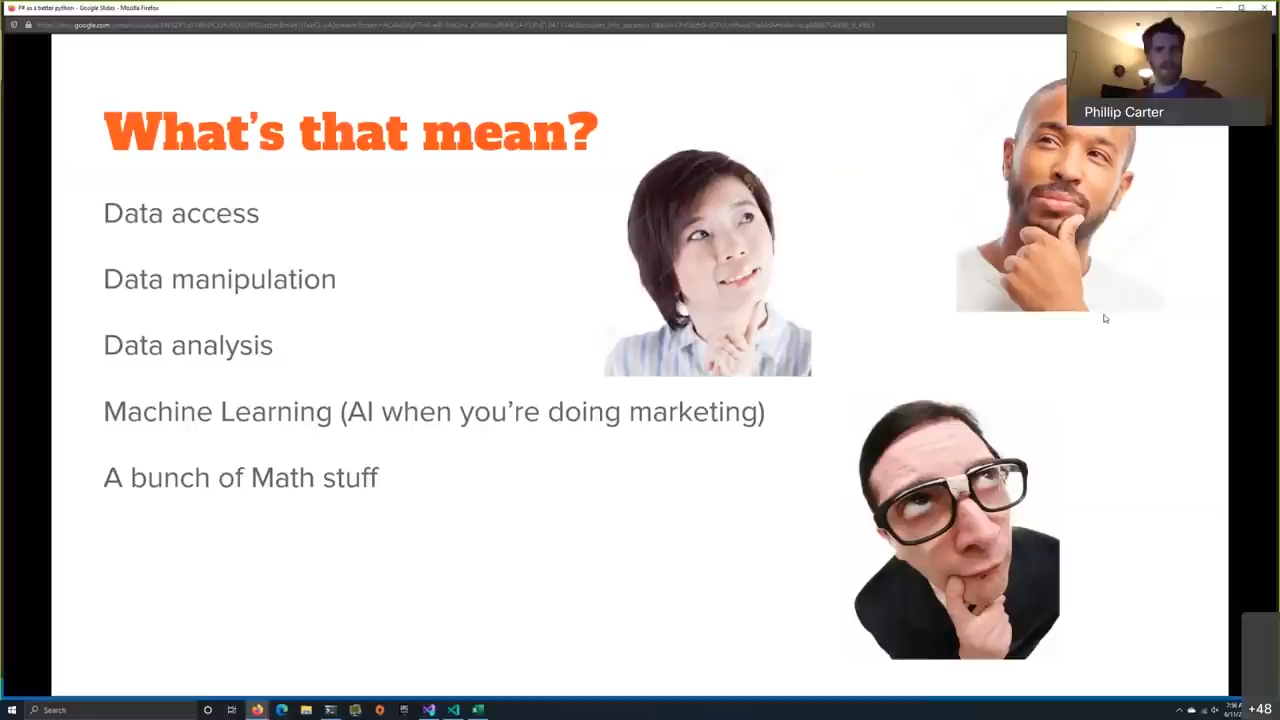 F# as a better python - Google Slides - Mozilla Firefox
Phillip Carter
What's that mean?
Data access
Data manipulation
Data analysis
Machine Learning (AI when you're doing marketing)
A bunch of Math stuff
Search
+48